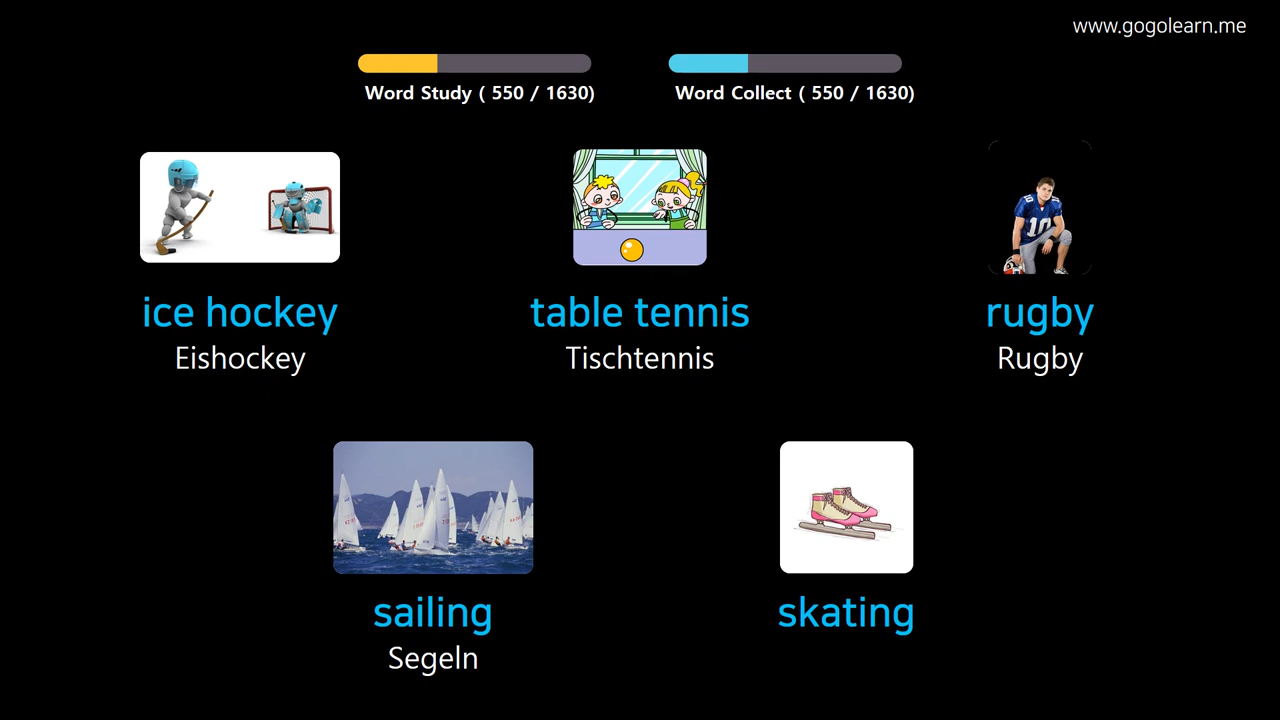 www.gogolearn.me
Word Study ( 550 / 1630)
Word Collect ( 550 / 1630)
ice hockey
Eishockey
table tennis
Tischtennis
10
rugby
Rugby
sailing
Segeln
skating